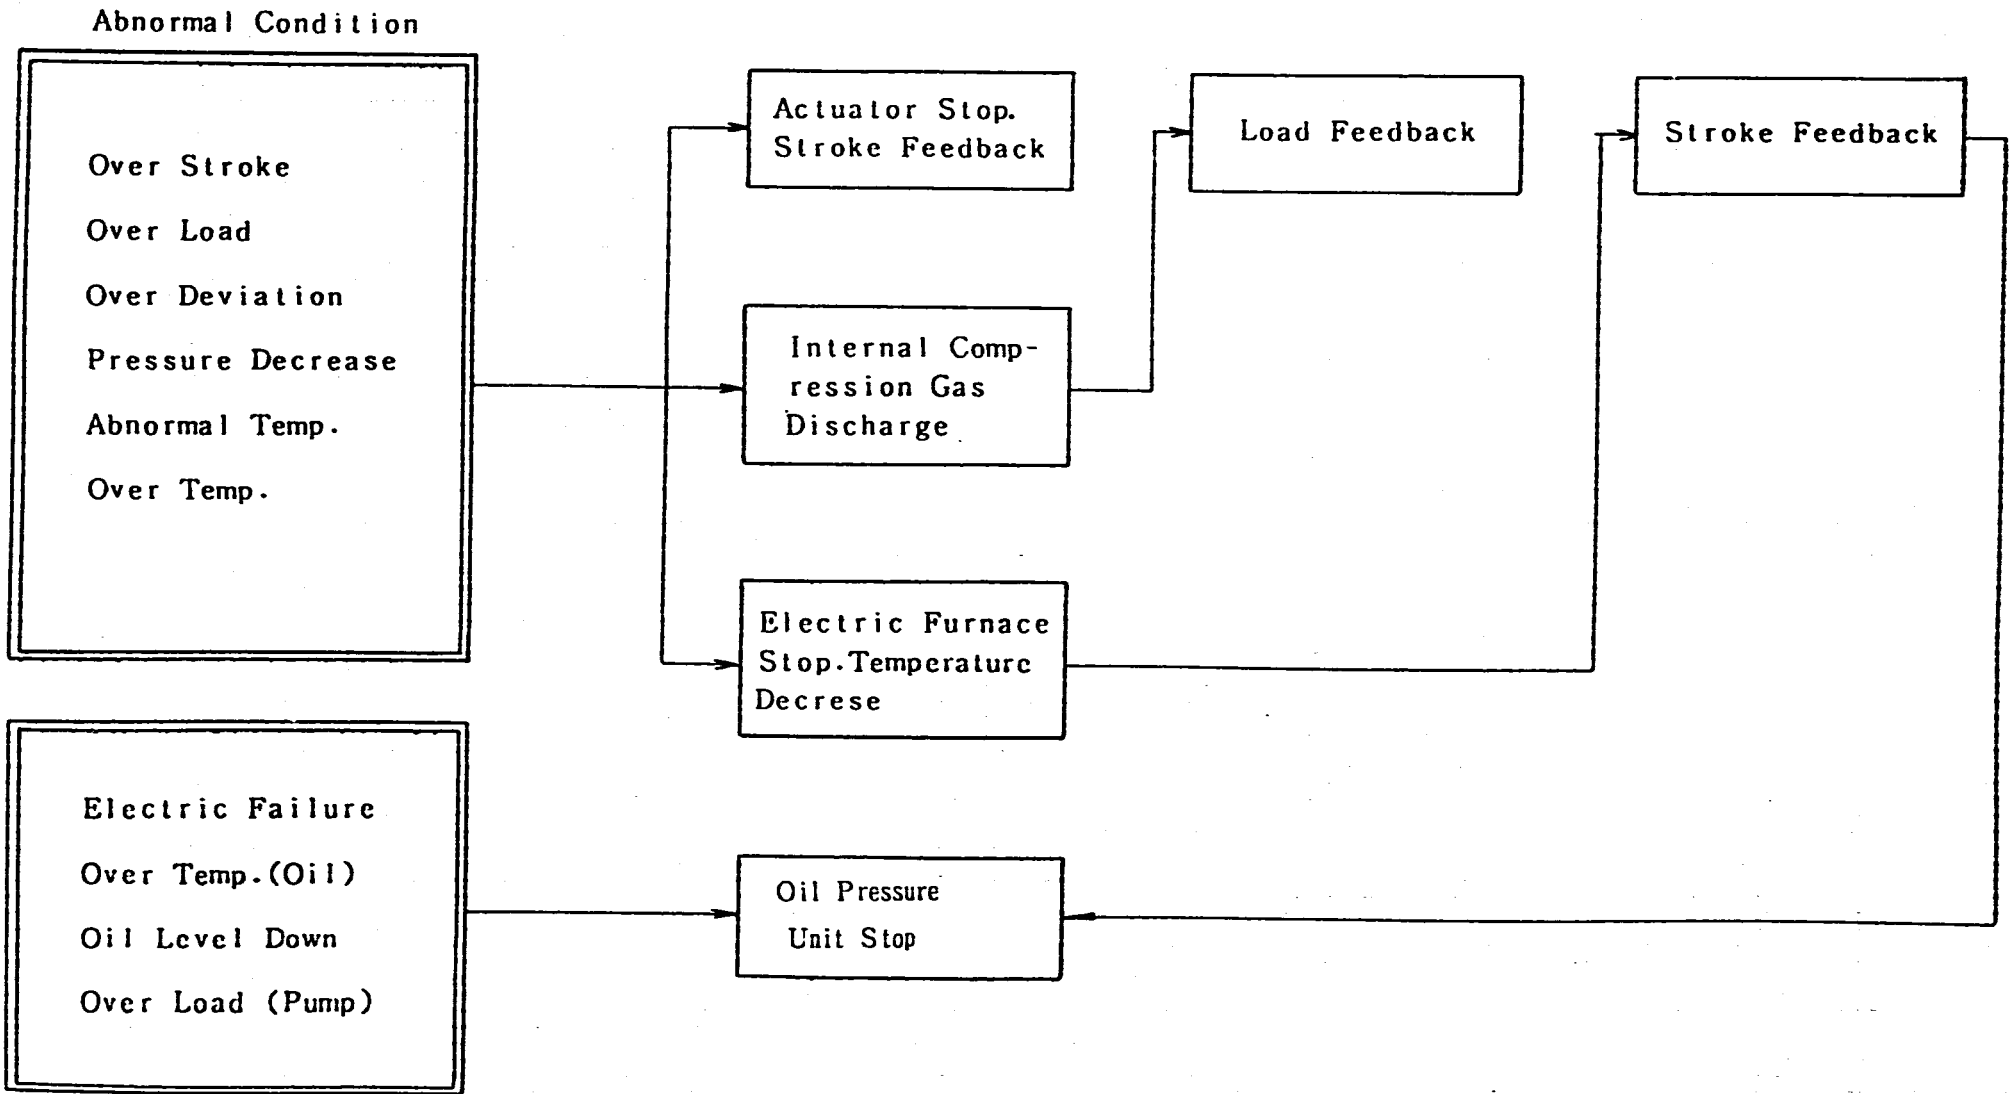 Abnormal Condition
Over Stroke
Over Load
Over Deviation
Pressure Decrease
Abnormal Temp.
Over Temp.
Actuator Stop.
Stroke Feedback
Load Feedback
Stroke Feedback
Internal Comp-
ression Gas
Discharge
Electric Furnace
Stop.Temperature
Decrese
Electric Failure
Over Temp.(Oil)
Oil Level Down
Over Load (Pump)
Oil Pressure
Unit Stop